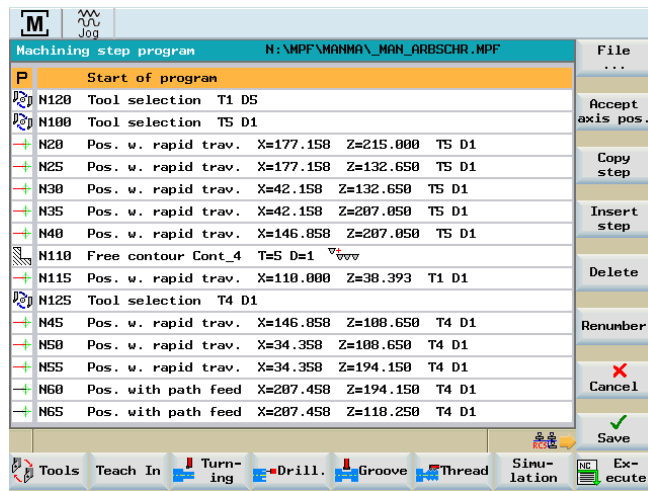 M Jog
Machining step program N:\MPF\MANMA\_MAN_ARBSCHR.MPF
P Start of program
N120 Tool selection T1 D5
N100 Tool selection T5 D1
N20 Pos. w. rapid trav. X=177.158 Z=215.000 T5 D1
N25 Pos. w. rapid trav. X=177.158 Z=132.650 T5 D1
N30 Pos. w. rapid trav. X=42.158 Z=132.650 T5 D1
N35 Pos. w. rapid trav. X=42.158 Z=207.050 T5 D1
N40 Pos. w. rapid trav. X=146.858 Z=207.050 T5 D1
N110 Free contour Cont_4 T=5 D=1
N115 Pos. w. rapid trav. X=110.000 Z=38.393 T1 D1
N125 Tool selection T4 D1
N45 Pos. w. rapid trav. X=146.858 Z=108.650 T4 D1
N50 Pos. w. rapid trav. X=34.358 Z=108.650 T4 D1
N55 Pos. w. rapid trav. X=34.358 Z=194.150 T4 D1
N60 Pos. with path feed X=207.458 Z=194.150 T4 D1
N65 Pos. with path feed X=207.458 Z=118.250 T4 D1
File
...
Accept
axis pos.
Copy
step
Insert
step
Delete
Renumber
Cancel
Save
RCS
Tools
Teach In
Turn-
ing
Drill.
Groove
Thread
Simu-
lation
NC Ex-
ecute